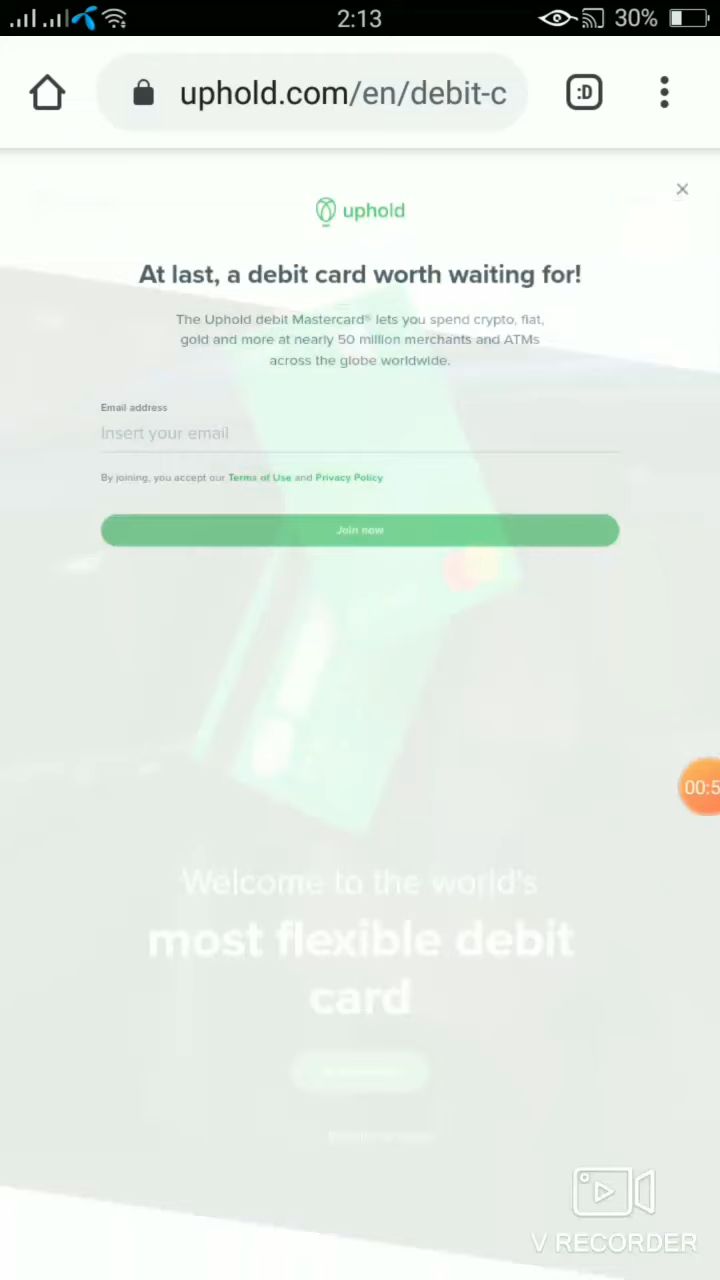 2:13
30%
uphold.com/en/debit-c
:D
uphold
At last, a debit card worth waiting for!
The Uphold debit Mastercard® lets you spend crypto, fiat,
gold and more at nearly 50 million merchants and ATMs
across the globe worldwide.
Email address
Insert your email
By joining, you accept our Terms of Use and Privacy Policy
Join now
00:5
Welcome to the world's
most flexible debit
card
V RECORDER